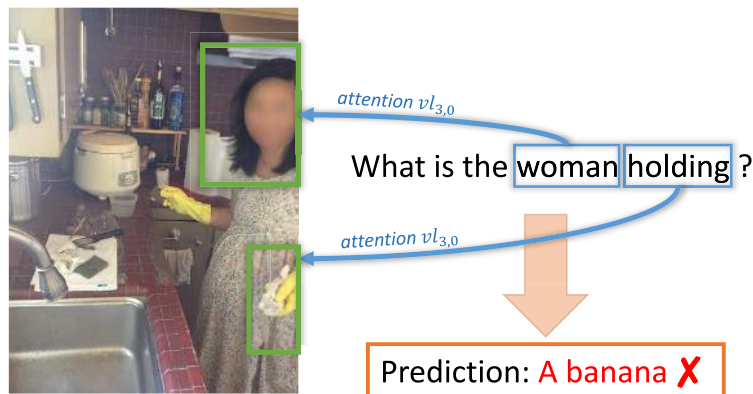 attention vl₃,₀
What is the woman holding ?
attention vl₃,₀
Prediction: A banana ✗